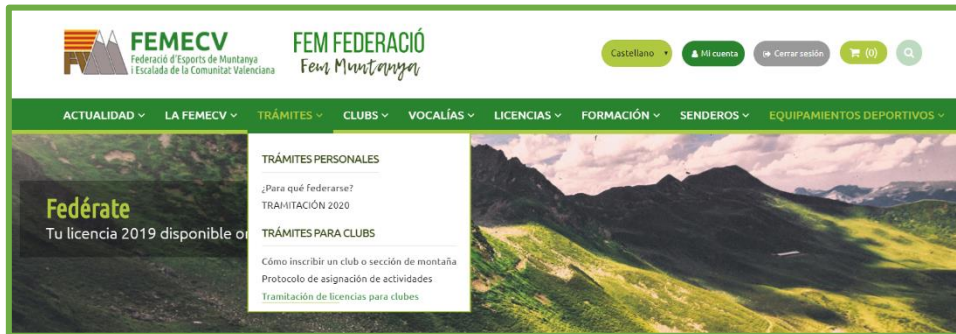 FEMECV
Federació d'Esports de Muntanya
i Escalada de la Comunitat Valenciana
FEM FEDERACIÓ
Fem Muntanya
Castellano
Mi cuenta
Cerrar sesión
(0)
ACTUALIDAD LA FEMECV TRÁMITES CLUBS VOCALÍAS LICENCIAS FORMACIÓN SENDEROS EQUIPAMIENTOS DEPORTIVOS
TRÁMITES PERSONALES
¿Para qué federarse?
TRAMITACIÓN 2020
TRÁMITES PARA CLUBS
Cómo inscribir un club o sección de montaña
Protocolo de asignación de actividades
Tramitación de licencias para clubes
Fedérate
Tu licencia 2019 disponible